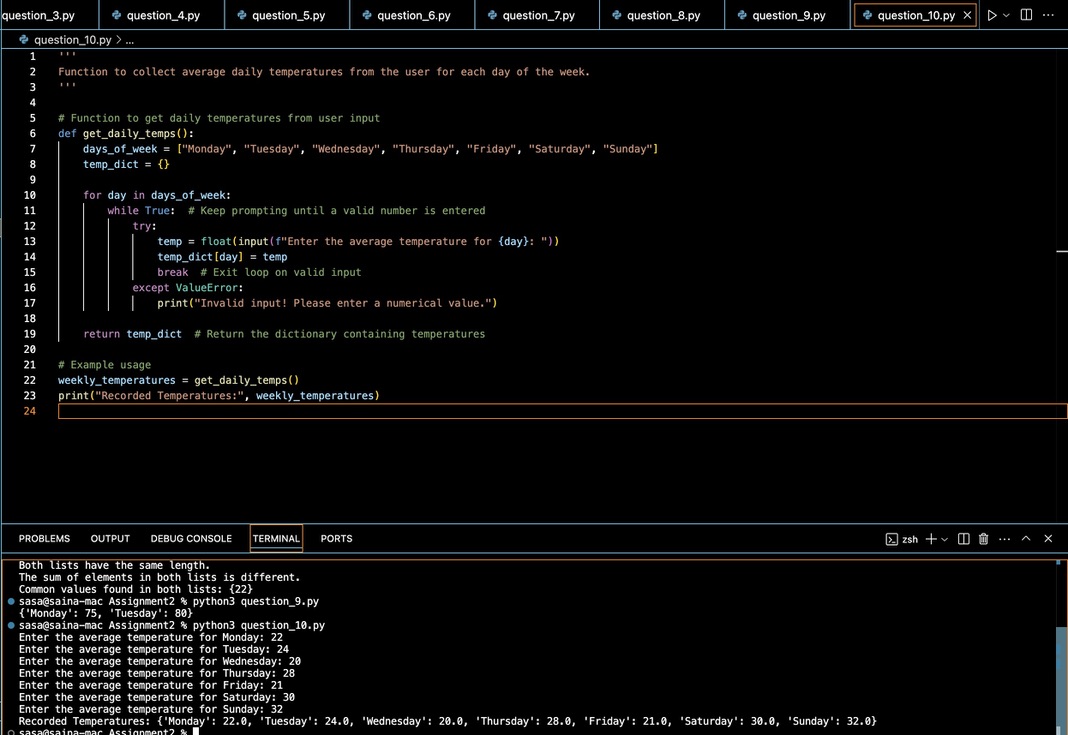 question_3.py question_4.py question_5.py question_6.py question_7.py question_8.py question_9.py question_10.py
question_10.py > ...
1 '''
2 Function to collect average daily temperatures from the user for each day of the week.
3 '''
4
5 # Function to get daily temperatures from user input
6 def get_daily_temps():
7     days_of_week = ["Monday", "Tuesday", "Wednesday", "Thursday", "Friday", "Saturday", "Sunday"]
8     temp_dict = {}
9
10     for day in days_of_week:
11         while True:  # Keep prompting until a valid number is entered
12             try:
13                 temp = float(input(f"Enter the average temperature for {day}: "))
14                 temp_dict[day] = temp
15                 break  # Exit loop on valid input
16             except ValueError:
17                 print("Invalid input! Please enter a numerical value.")
18
19     return temp_dict  # Return the dictionary containing temperatures
20
21 # Example usage
22 weekly_temperatures = get_daily_temps()
23 print("Recorded Temperatures:", weekly_temperatures)
24
PROBLEMS OUTPUT DEBUG CONSOLE TERMINAL PORTS zsh
Both lists have the same length.
The sum of elements in both lists is different.
Common values found in both lists: {22}
sasa@saina-mac Assignment2 % python3 question_9.py
{'Monday': 75, 'Tuesday': 80}
sasa@saina-mac Assignment2 % python3 question_10.py
Enter the average temperature for Monday: 22
Enter the average temperature for Tuesday: 24
Enter the average temperature for Wednesday: 20
Enter the average temperature for Thursday: 28
Enter the average temperature for Friday: 21
Enter the average temperature for Saturday: 30
Enter the average temperature for Sunday: 32
Recorded Temperatures: {'Monday': 22.0, 'Tuesday': 24.0, 'Wednesday': 20.0, 'Thursday': 28.0, 'Friday': 21.0, 'Saturday': 30.0, 'Sunday': 32.0}
sasa@saina-mac Assignment2 %